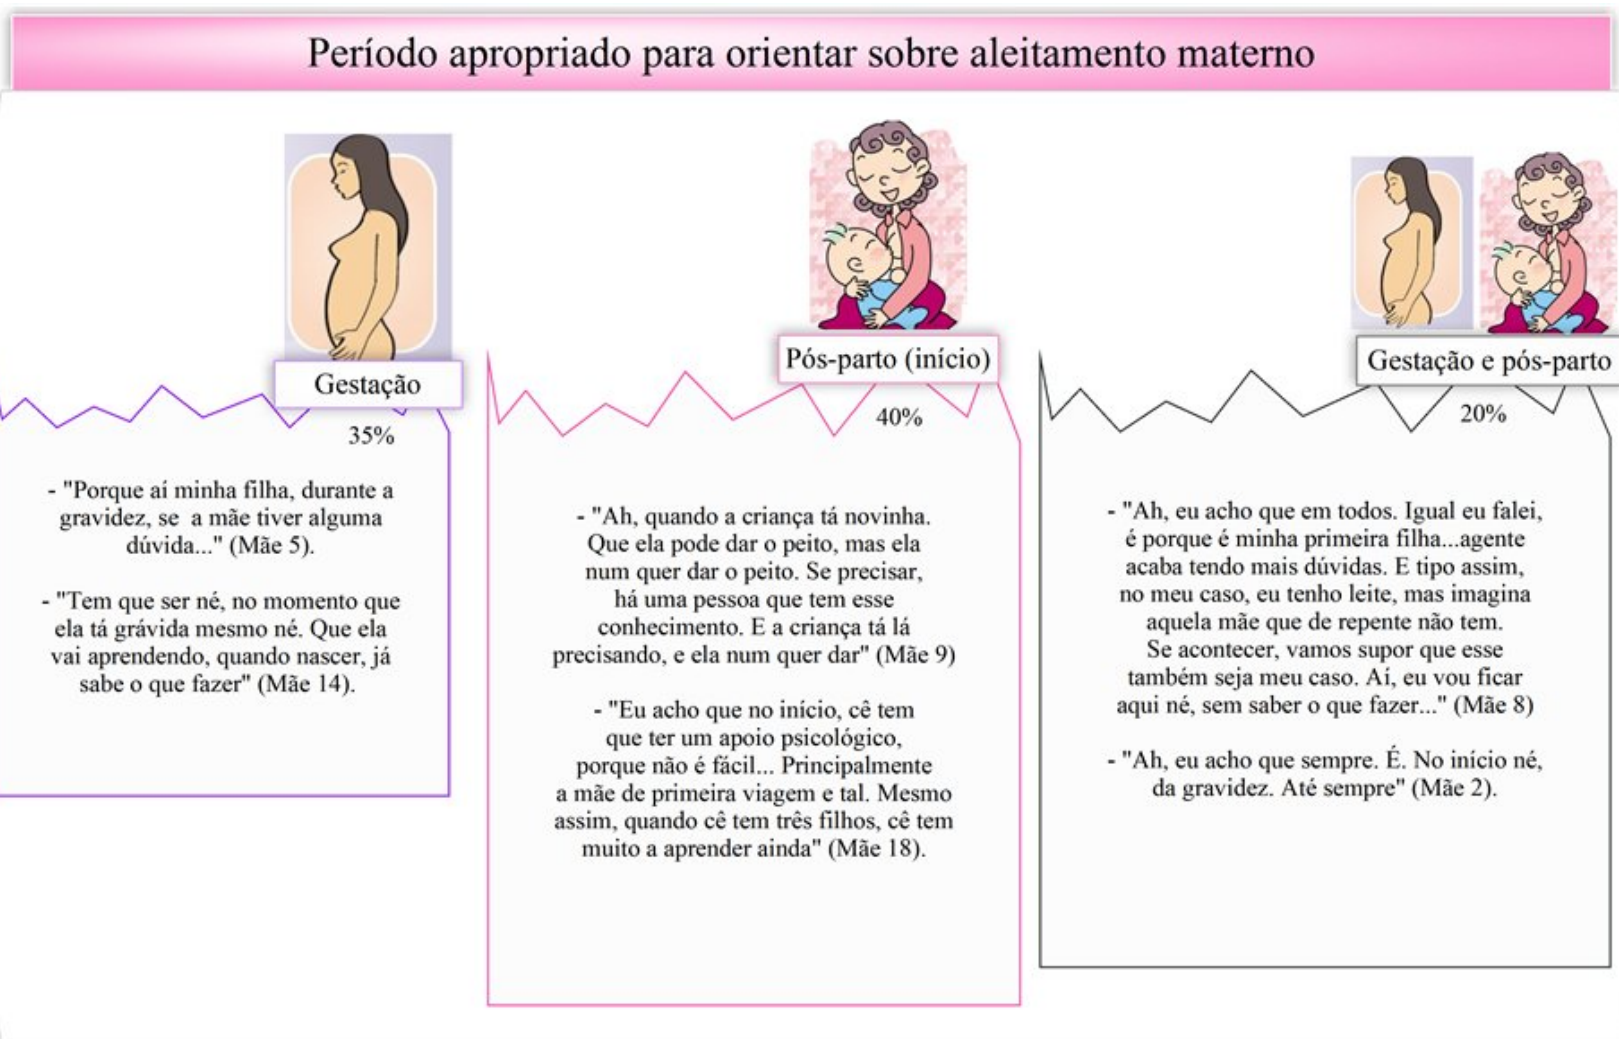 Período apropriado para orientar sobre aleitamento materno
Gestação
35%
- "Porque aí minha filha, durante a
gravidez, se a mãe tiver alguma
dúvida..." (Mãe 5).
- "Tem que ser né, no momento que
ela tá grávida mesmo né. Que ela
vai aprendendo, quando nascer, já
sabe o que fazer" (Mãe 14).
Pós-parto (início)
40%
- "Ah, quando a criança tá novinha.
Que ela pode dar o peito, mas ela
num quer dar o peito. Se precisar,
há uma pessoa que tem esse
conhecimento. E a criança tá lá
precisando, e ela num quer dar" (Mãe 9)
- "Eu acho que no início, cê tem
que ter um apoio psicológico,
porque não é fácil... Principalmente
a mãe de primeira viagem e tal. Mesmo
assim, quando cê tem três filhos, cê tem
muito a aprender ainda" (Mãe 18).
Gestação e pós-parto
20%
- "Ah, eu acho que em todos. Igual eu falei,
é porque é minha primeira filha...agente
acaba tendo mais dúvidas. E tipo assim,
no meu caso, eu tenho leite, mas imagina
aquela mãe que de repente não tem.
Se acontecer, vamos supor que esse
também seja meu caso. Aí, eu vou ficar
aqui né, sem saber o que fazer..." (Mãe 8)
- "Ah, eu acho que sempre. É. No início né,
da gravidez. Até sempre" (Mãe 2).